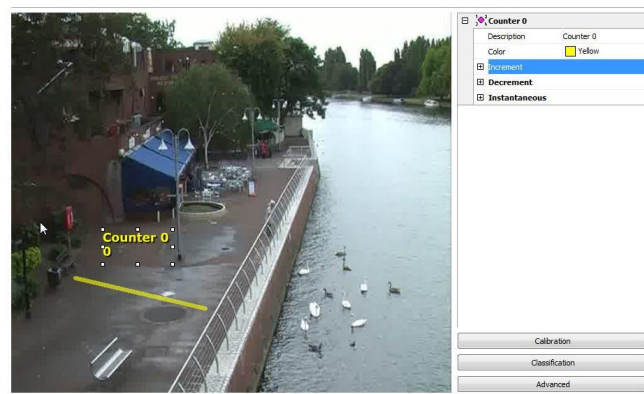 Counter 0
Description Counter 0
Color Yellow
Increment
Decrement
Instantaneous
Counter 0
0
Calibration
Classification
Advanced